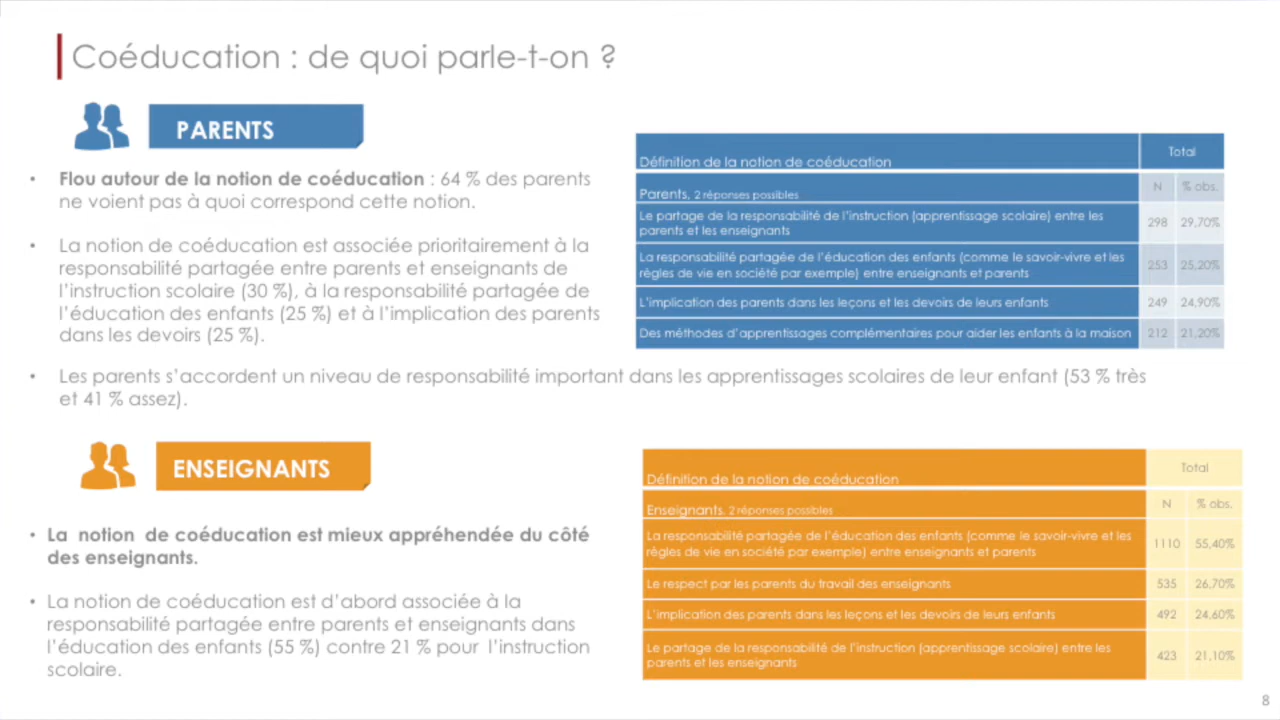 Coéducation : de quoi parle-t-on ?
PARENTS
• Flou autour de la notion de coéducation : 64 % des parents
ne voient pas à quoi correspond cette notion.
• La notion de coéducation est associée prioritairement à la
responsabilité partagée entre parents et enseignants de
l'instruction scolaire (30 %), à la responsabilité partagée de
l'éducation des enfants (25 %) et à l'implication des parents
dans les devoirs (25 %).
Définition de la notion de coéducation Total
Parents, 2 réponses possibles N % obs.
Le partage de la responsabilité de l'instruction (apprentissage scolaire) entre les
parents et les enseignants 298 29,70%
La responsabilité partagée de l'éducation des enfants (comme le savoir-vivre et les
règles de vie en société par exemple) entre enseignants et parents 253 25,20%
L'implication des parents dans les leçons et les devoirs de leurs enfants 249 24,90%
Des méthodes d'apprentissages complémentaires pour aider les enfants à la maison 212 21,20%
• Les parents s'accordent un niveau de responsabilité important dans les apprentissages scolaires de leur enfant (53 % très
et 41 % assez).
ENSEIGNANTS
• La notion de coéducation est mieux appréhendée du côté
des enseignants.
• La notion de coéducation est d'abord associée à la
responsabilité partagée entre parents et enseignants dans
l'éducation des enfants (55 %) contre 21 % pour l'instruction
scolaire.
Définition de la notion de coéducation Total
Enseignants, 2 réponses possibles N % obs.
La responsabilité partagée de l'éducation des enfants (comme le savoir-vivre et les
règles de vie en société par exemple) entre enseignants et parents 1110 55,40%
Le respect par les parents du travail des enseignants 535 26,70%
L'implication des parents dans les leçons et les devoirs de leurs enfants 492 24,60%
Le partage de la responsabilité de l'instruction (apprentissage scolaire) entre les
parents et les enseignants 423 21,10%
8